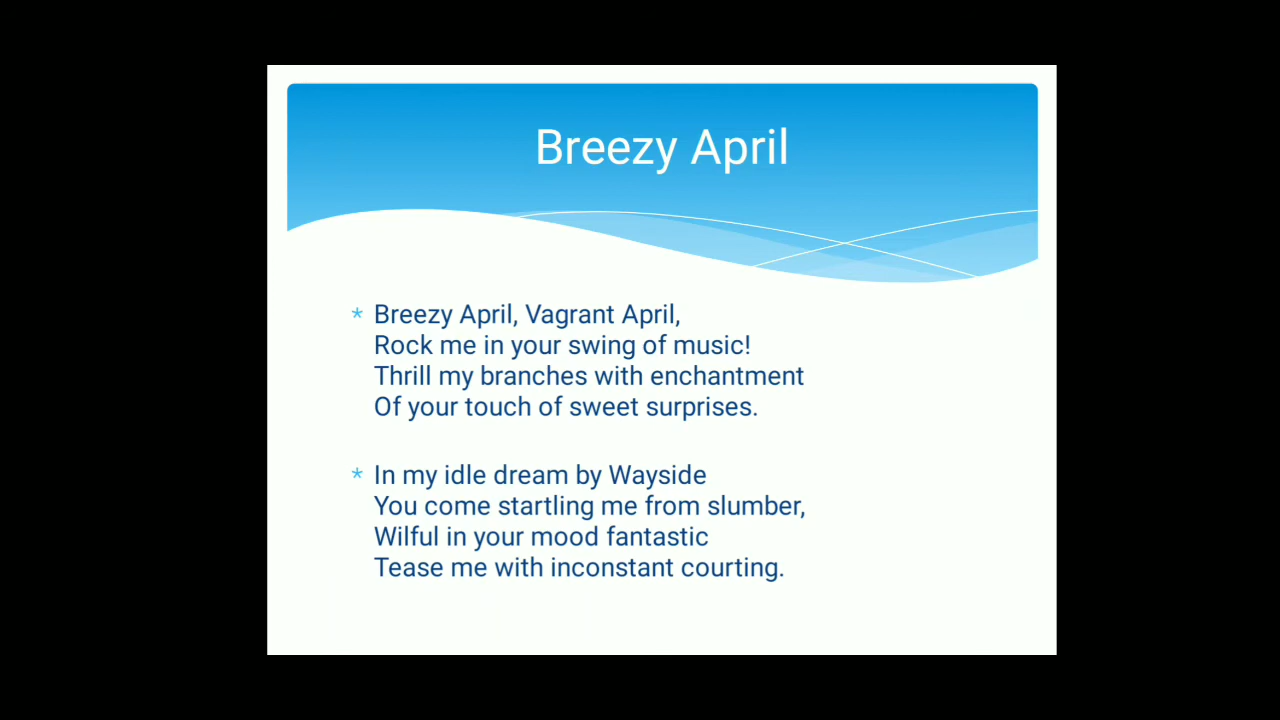 Breezy April
* Breezy April, Vagrant April,
Rock me in your swing of music!
Thrill my branches with enchantment
Of your touch of sweet surprises.
* In my idle dream by Wayside
You come startling me from slumber,
Wilful in your mood fantastic
Tease me with inconstant courting.